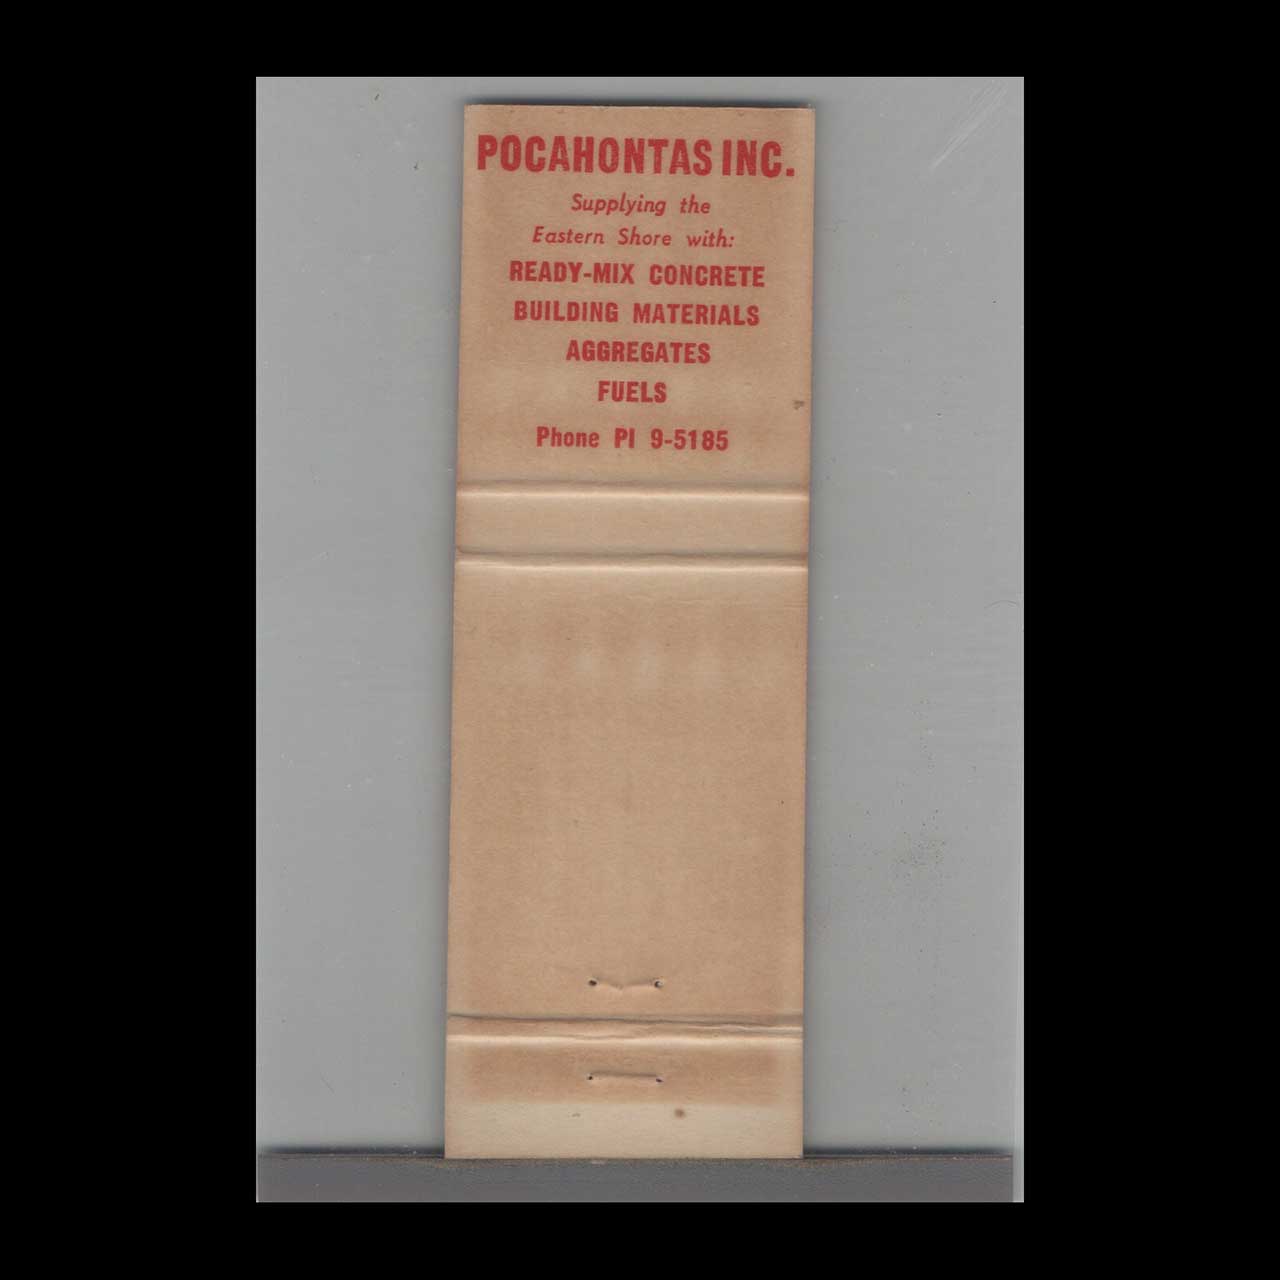 POCAHONTAS INC.
Supplying the
Eastern Shore with:
READY-MIX CONCRETE
BUILDING MATERIALS
AGGREGATES
FUELS
Phone PI 9-5185